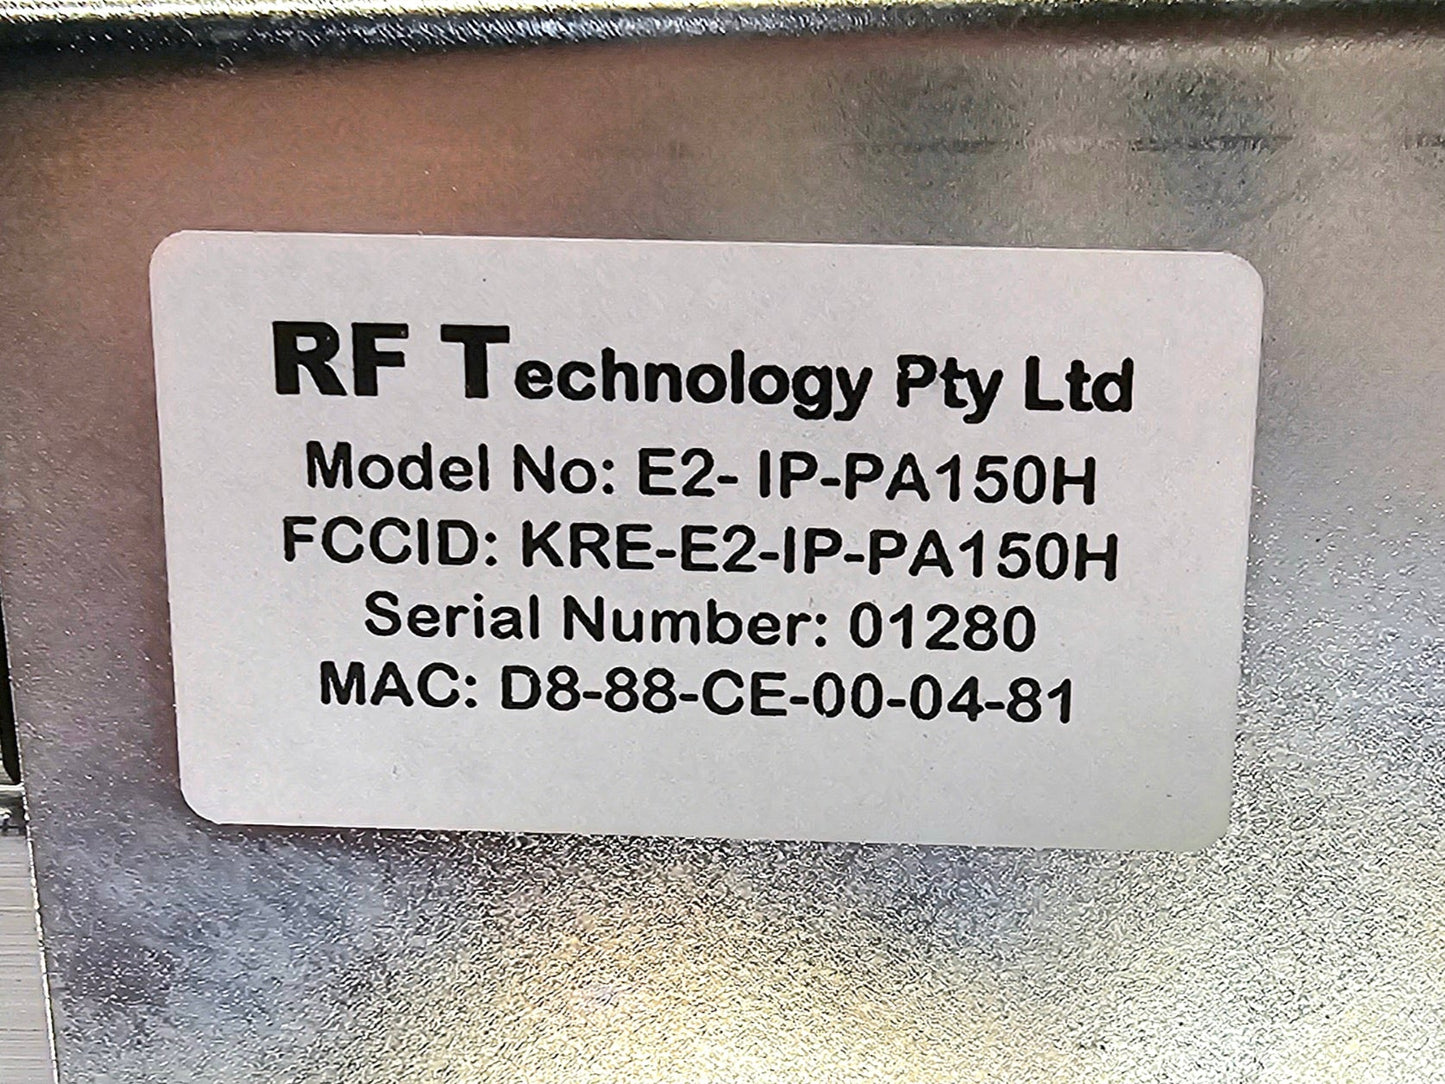 RF Technology Pty Ltd
Model No: E2- IP-PA150H
FCCID: KRE-E2-IP-PA150H
Serial Number: 01280
MAC: D8-88-CE-00-04-81